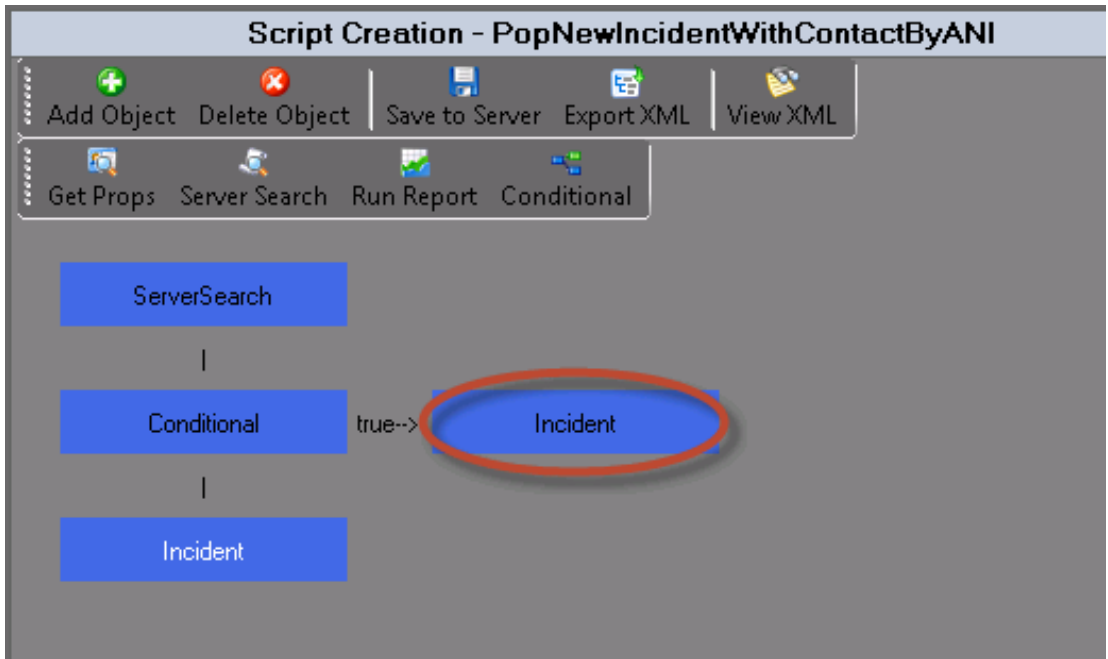 Script Creation - PopNewIncidentWithContactByANI
Add Object Delete Object Save to Server Export XML View XML
Get Props Server Search Run Report Conditional
ServerSearch
|
Conditional true--> Incident
|
Incident